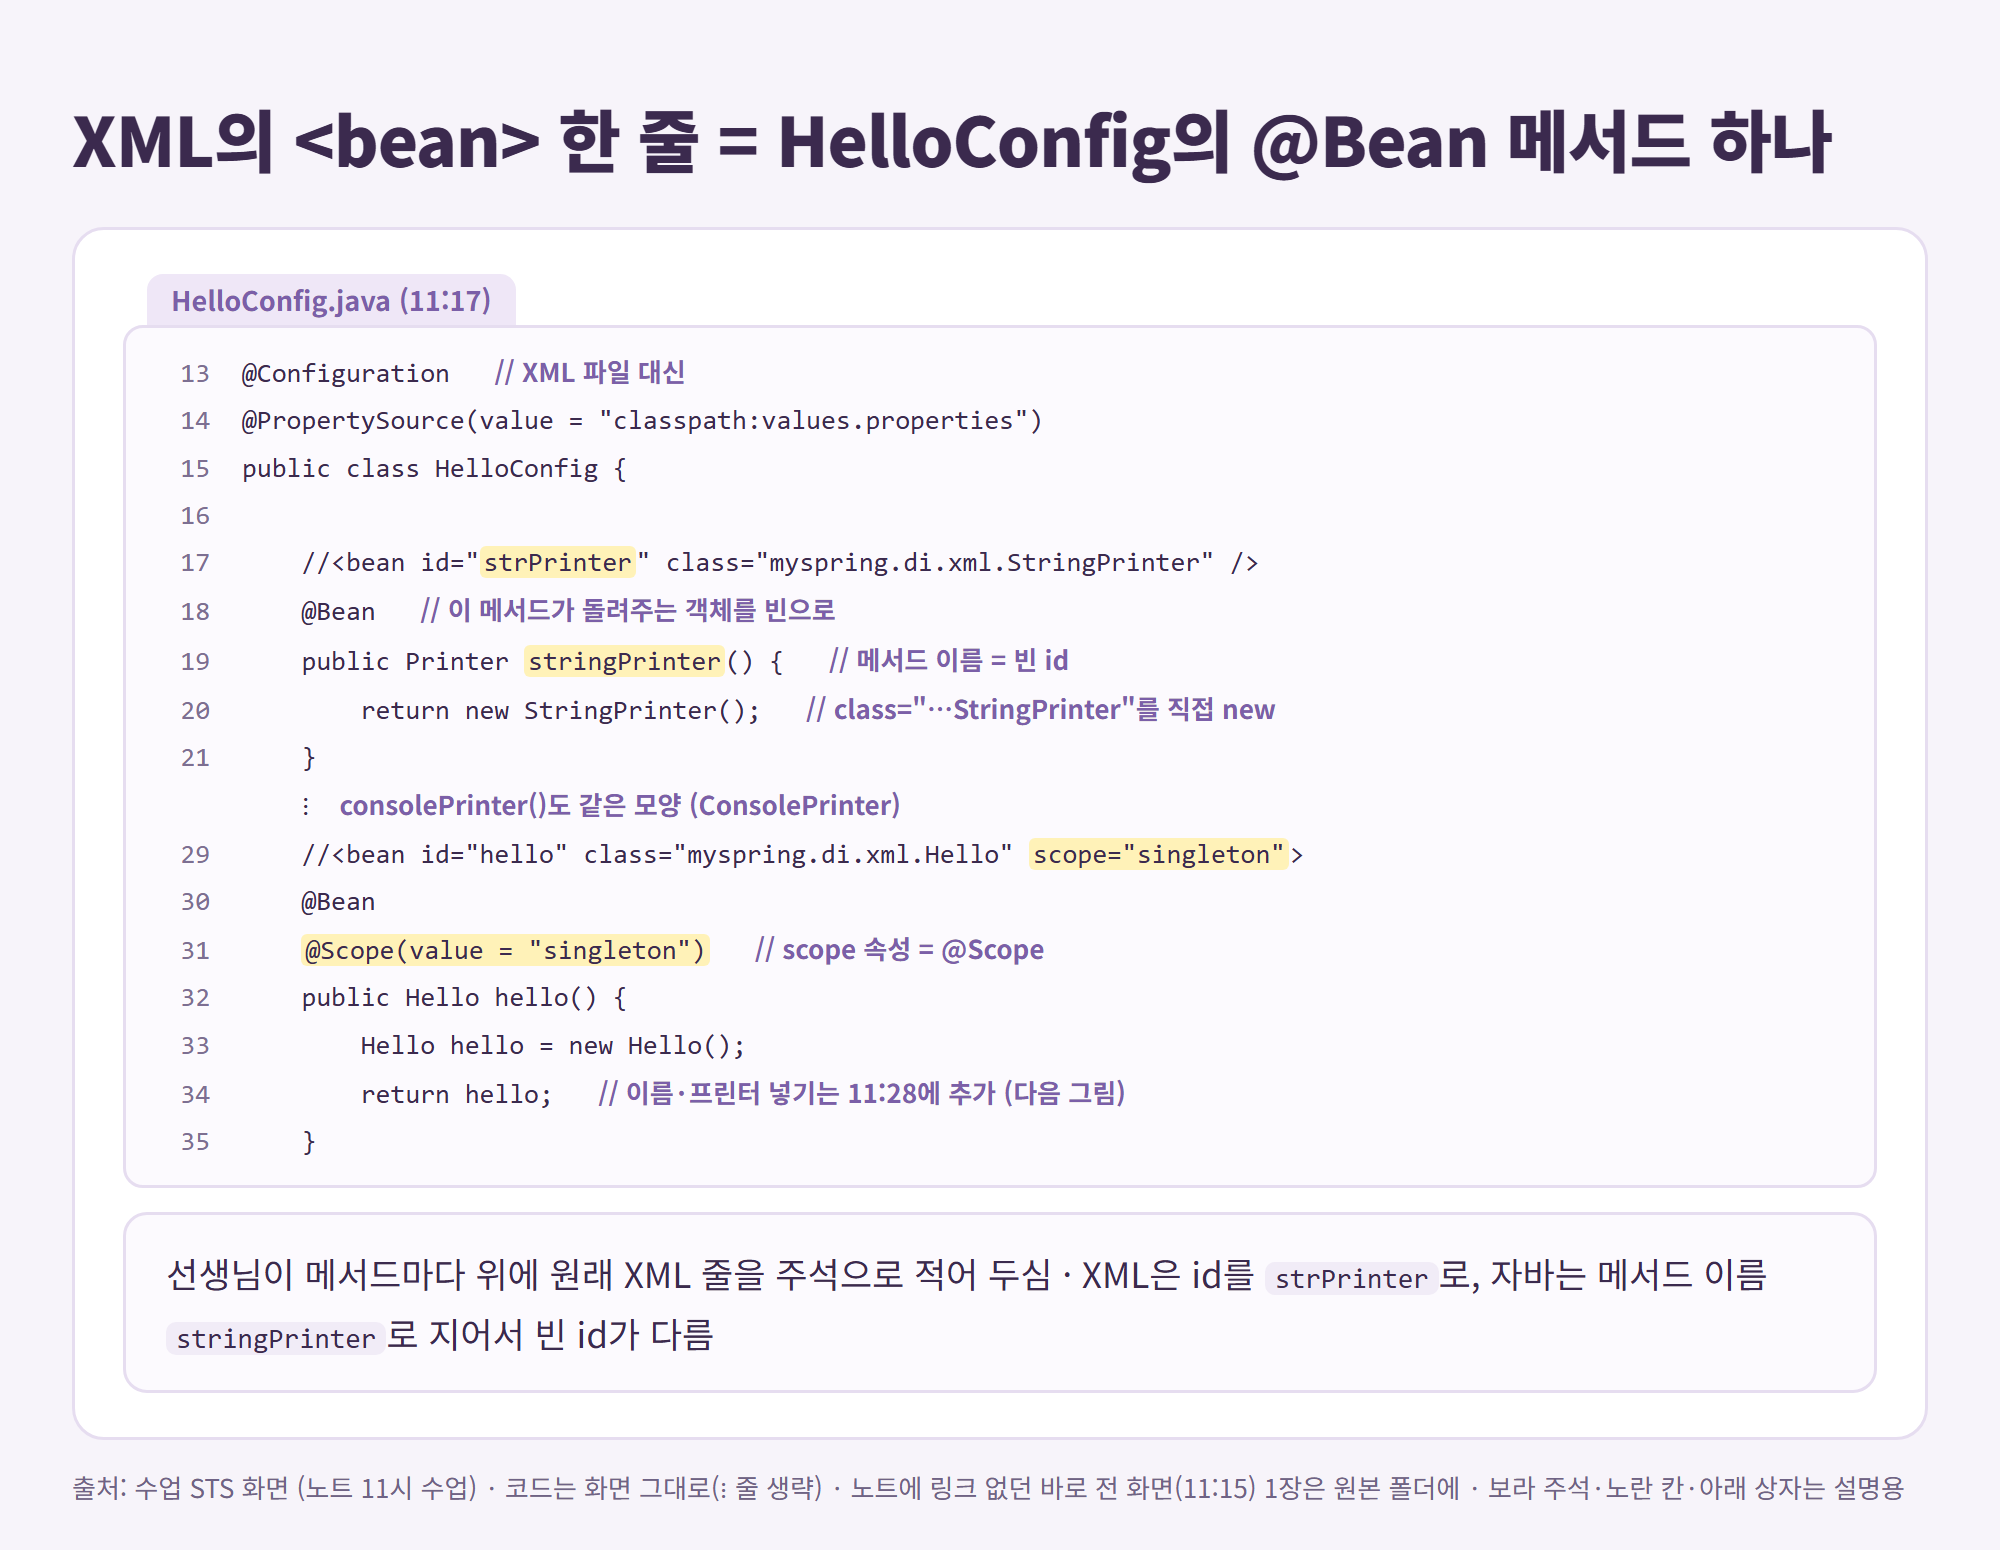 XML의 <bean> 한 줄 = HelloConfig의 @Bean 메서드 하나
HelloConfig.java (11:17)
13 @Configuration // XML 파일 대신
14 @PropertySource(value = "classpath:values.properties")
15 public class HelloConfig {
16
17 //<bean id="strPrinter" class="myspring.di.xml.StringPrinter" />
18 @Bean // 이 메서드가 돌려주는 객체를 빈으로
19 public Printer stringPrinter() { // 메서드 이름 = 빈 id
20 return new StringPrinter(); // class="…StringPrinter"를 직접 new
21 }
⋮ consolePrinter()도 같은 모양 (ConsolePrinter)
29 //<bean id="hello" class="myspring.di.xml.Hello" scope="singleton">
30 @Bean
31 @Scope(value = "singleton") // scope 속성 = @Scope
32 public Hello hello() {
33 Hello hello = new Hello();
34 return hello; // 이름·프린터 넣기는 11:28에 추가 (다음 그림)
35 }
선생님이 메서드마다 위에 원래 XML 줄을 주석으로 적어 두심 · XML은 id를 strPrinter로, 자바는 메서드 이름
stringPrinter로 지어서 빈 id가 다름
출처: 수업 STS 화면 (노트 11시 수업) · 코드는 화면 그대로(⋮ 줄 생략) · 노트에 링크 없던 바로 전 화면(11:15) 1장은 원본 폴더에 · 보라 주석·노란 칸·아래 상자는 설명용